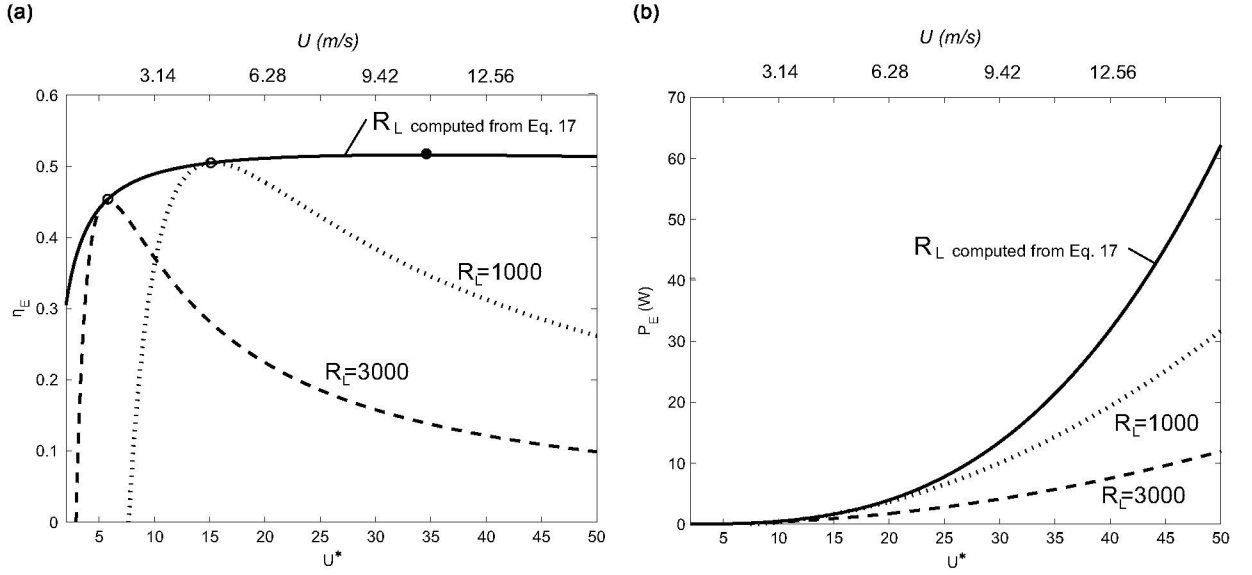 (a)
U (m/s)
3.14 6.28 9.42 12.56
0.6
0.5
0.4
0.3
0.2
0.1
0
η_E
R_L computed from Eq. 17
R_L=1000
R_L=3000
5 10 15 20 25 30 35 40 45 50
U*
(b)
U (m/s)
3.14 6.28 9.42 12.56
70
60
50
40
30
20
10
0
P_E (W)
R_L computed from Eq. 17
R_L=1000
R_L=3000
5 10 15 20 25 30 35 40 45 50
U*